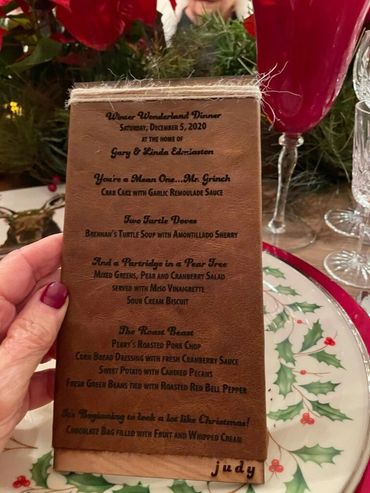 Winter Wonderland Dinner
Saturday, December 5, 2020
at the home of
Gary & Linda Edmiaston
You're a Mean One...Mr. Grinch
Crab Cake with Garlic Remoulade Sauce
Two Turtle Doves
Brennan's Turtle Soup with Amontillado Sherry
And a Partridge in a Pear Tree
Mixed Greens, Pear and Cranberry Salad
served with Miso Vinaigrette
Sour Cream Biscuit
The Roast Beast
Perry's Roasted Pork Chop
Corn Bread Dressing with fresh Cranberry Sauce
Sweet Potato with Candied Pecans
Fresh Green Beans tied with Roasted Red Bell Pepper
It's Beginning to look a lot like Christmas!
Chocolate Bag filled with Fruit and Whipped Cream
judy